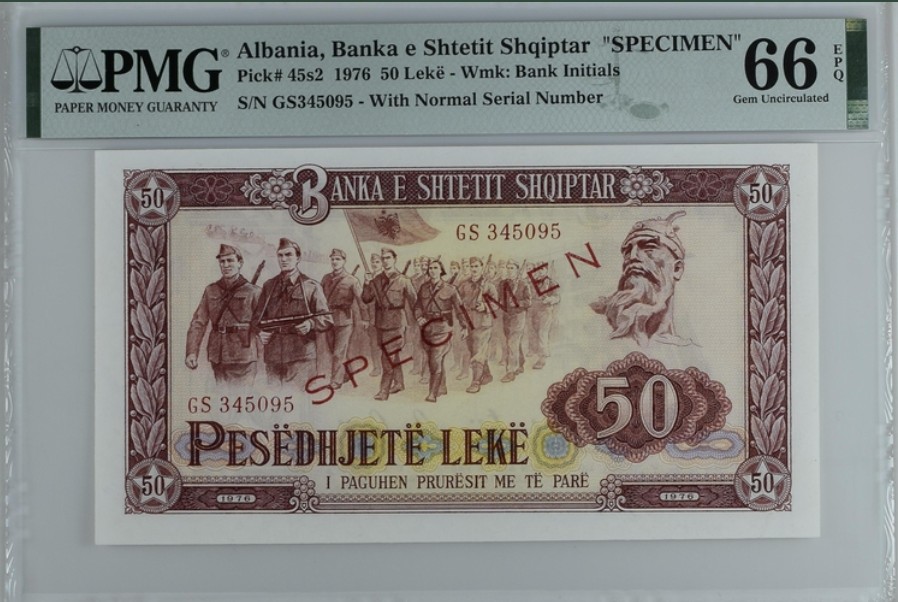 PMG®
PAPER MONEY GUARANTY
Albania, Banka e Shtetit Shqiptar "SPECIMEN"
Pick# 45s2 1976 50 Lekë - Wmk: Bank Initials
S/N GS345095 - With Normal Serial Number
66
EPQ
Gem Uncirculated
50
BANKA E SHTETIT SHQIPTAR
50
GS 345095
SPECIMEN
GS 345095
50
PESËDHJETË LEKË
50
I PAGUHEN PRURËSIT ME TË PARË
50
1976
1976